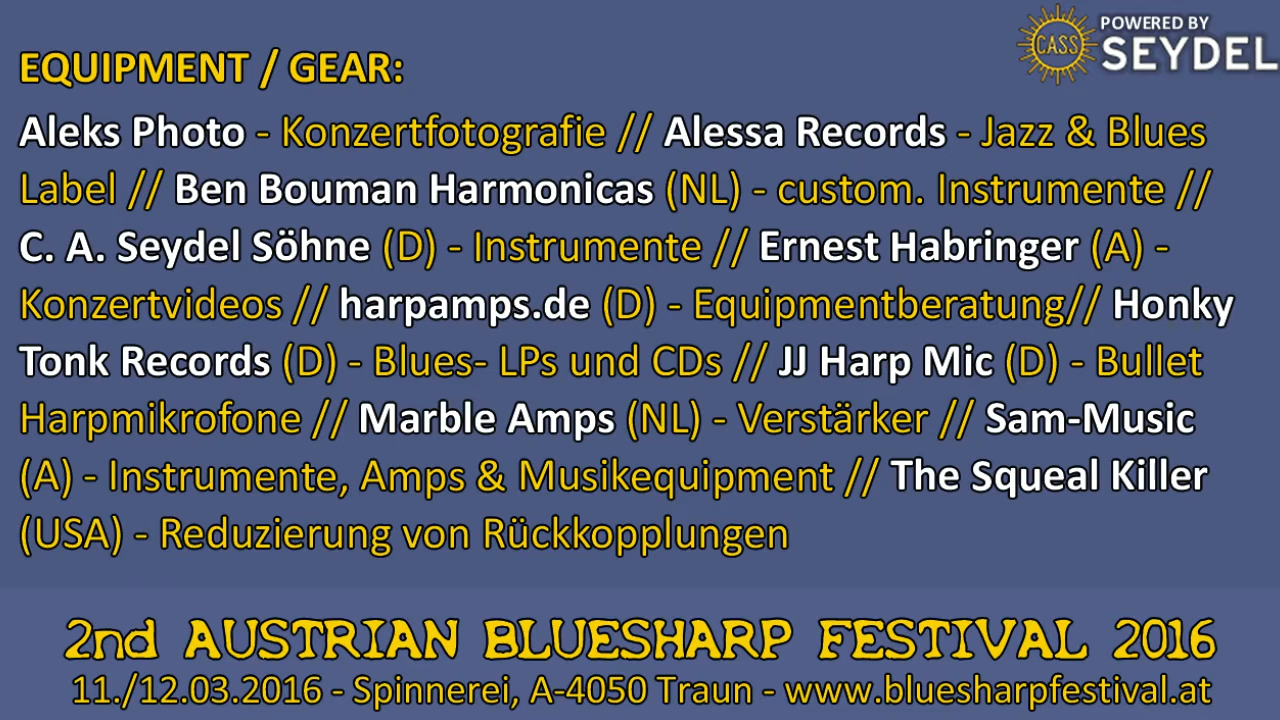 CASS
POWERED BY
SEYDEL
EQUIPMENT / GEAR:
Aleks Photo - Konzertfotografie // Alessa Records - Jazz & Blues
Label // Ben Bouman Harmonicas (NL) - custom. Instrumente //
C. A. Seydel Söhne (D) - Instrumente // Ernest Habringer (A) -
Konzertvideos // harpamps.de (D) - Equipmentberatung// Honky
Tonk Records (D) - Blues- LPs und CDs // JJ Harp Mic (D) - Bullet
Harpmikrofone // Marble Amps (NL) - Verstärker // Sam-Music
(A) - Instrumente, Amps & Musikequipment // The Squeal Killer
(USA) - Reduzierung von Rückkopplungen
2nd AUSTRIAN BLUESHARP FESTIVAL 2016
11./12.03.2016 - Spinnerei, A-4050 Traun - www.bluesharpfestival.at